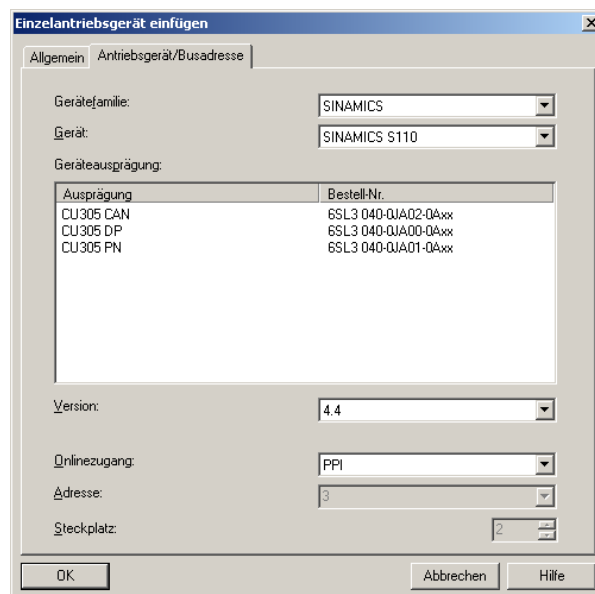 Einzelantriebsgerät einfügen
Allgemein Antriebsgerät/Busadresse
Gerätefamilie: SINAMICS
Gerät: SINAMICS S110
Geräteausprägung:
Ausprägung Bestell-Nr.
CU305 CAN 6SL3 040-0JA02-0Axx
CU305 DP 6SL3 040-0JA00-0Axx
CU305 PN 6SL3 040-0JA01-0Axx
Version: 4.4
Onlinezugang: PPI
Adresse: 3
Steckplatz: 2
OK Abbrechen Hilfe